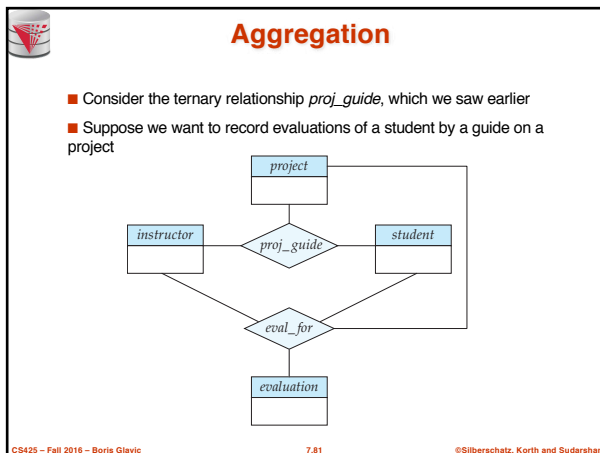 Aggregation
■ Consider the ternary relationship proj_guide, which we saw earlier
■ Suppose we want to record evaluations of a student by a guide on a
project
project
instructor
student
proj_guide
eval_for
evaluation
CS425 – Fall 2016 – Boris Glavic
7.81
©Silberschatz, Korth and Sudarshan